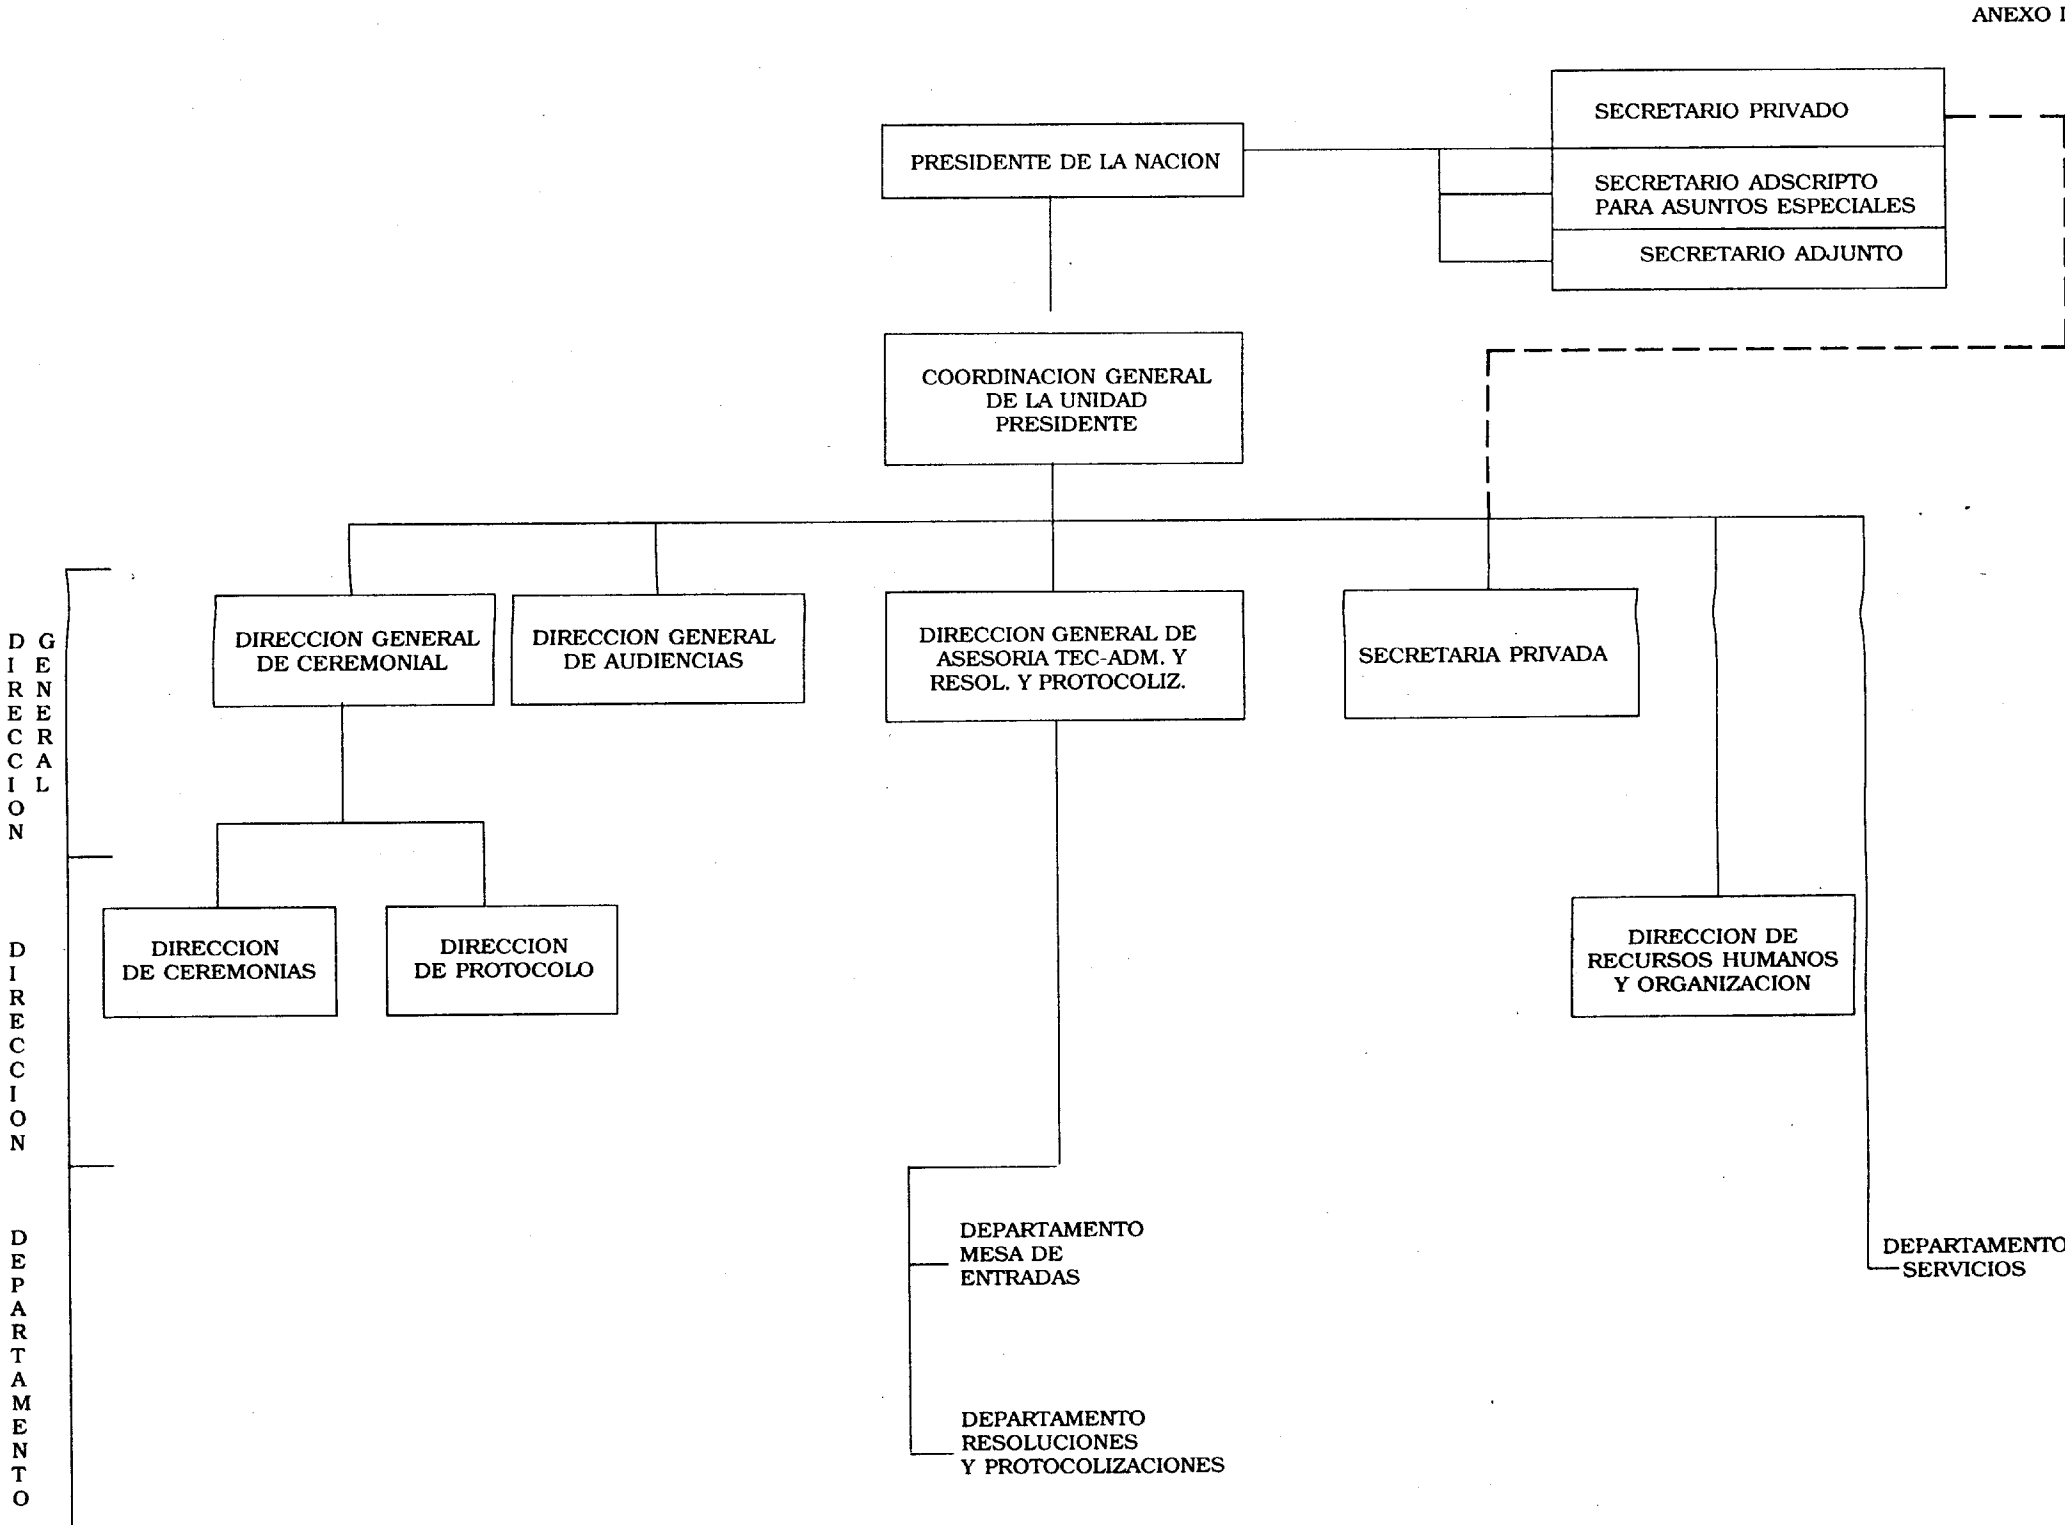 ANEXO I
SECRETARIO PRIVADO
PRESIDENTE DE LA NACION
SECRETARIO ADSCRIPTO
PARA ASUNTOS ESPECIALES
SECRETARIO ADJUNTO
COORDINACION GENERAL
DE LA UNIDAD
PRESIDENTE
DIRECCION
GENERAL
DIRECCION GENERAL
DE CEREMONIAL
DIRECCION GENERAL
DE AUDIENCIAS
DIRECCION GENERAL DE
ASESORIA TEC-ADM. Y
RESOL. Y PROTOCOLIZ.
SECRETARIA PRIVADA
DIRECCION
DIRECCION
DE CEREMONIAS
DIRECCION
DE PROTOCOLO
DIRECCION DE
RECURSOS HUMANOS
Y ORGANIZACION
DEPARTAMENTO
DEPARTAMENTO
MESA DE
ENTRADAS
DEPARTAMENTO
SERVICIOS
DEPARTAMENTO
RESOLUCIONES
Y PROTOCOLIZACIONES